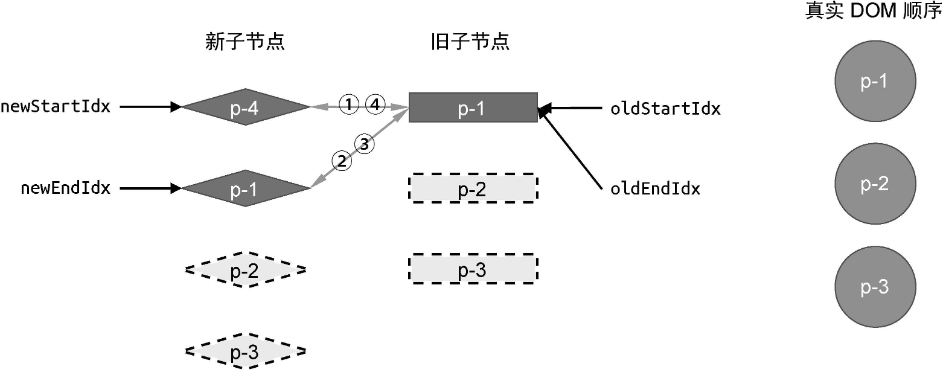 真实 DOM 顺序
新子节点
旧子节点
newStartIdx
p-4
① ④
p-1
oldStartIdx
p-1
③
②
newEndIdx
p-1
p-2
oldEndIdx
p-2
p-2
p-3
p-3
p-3